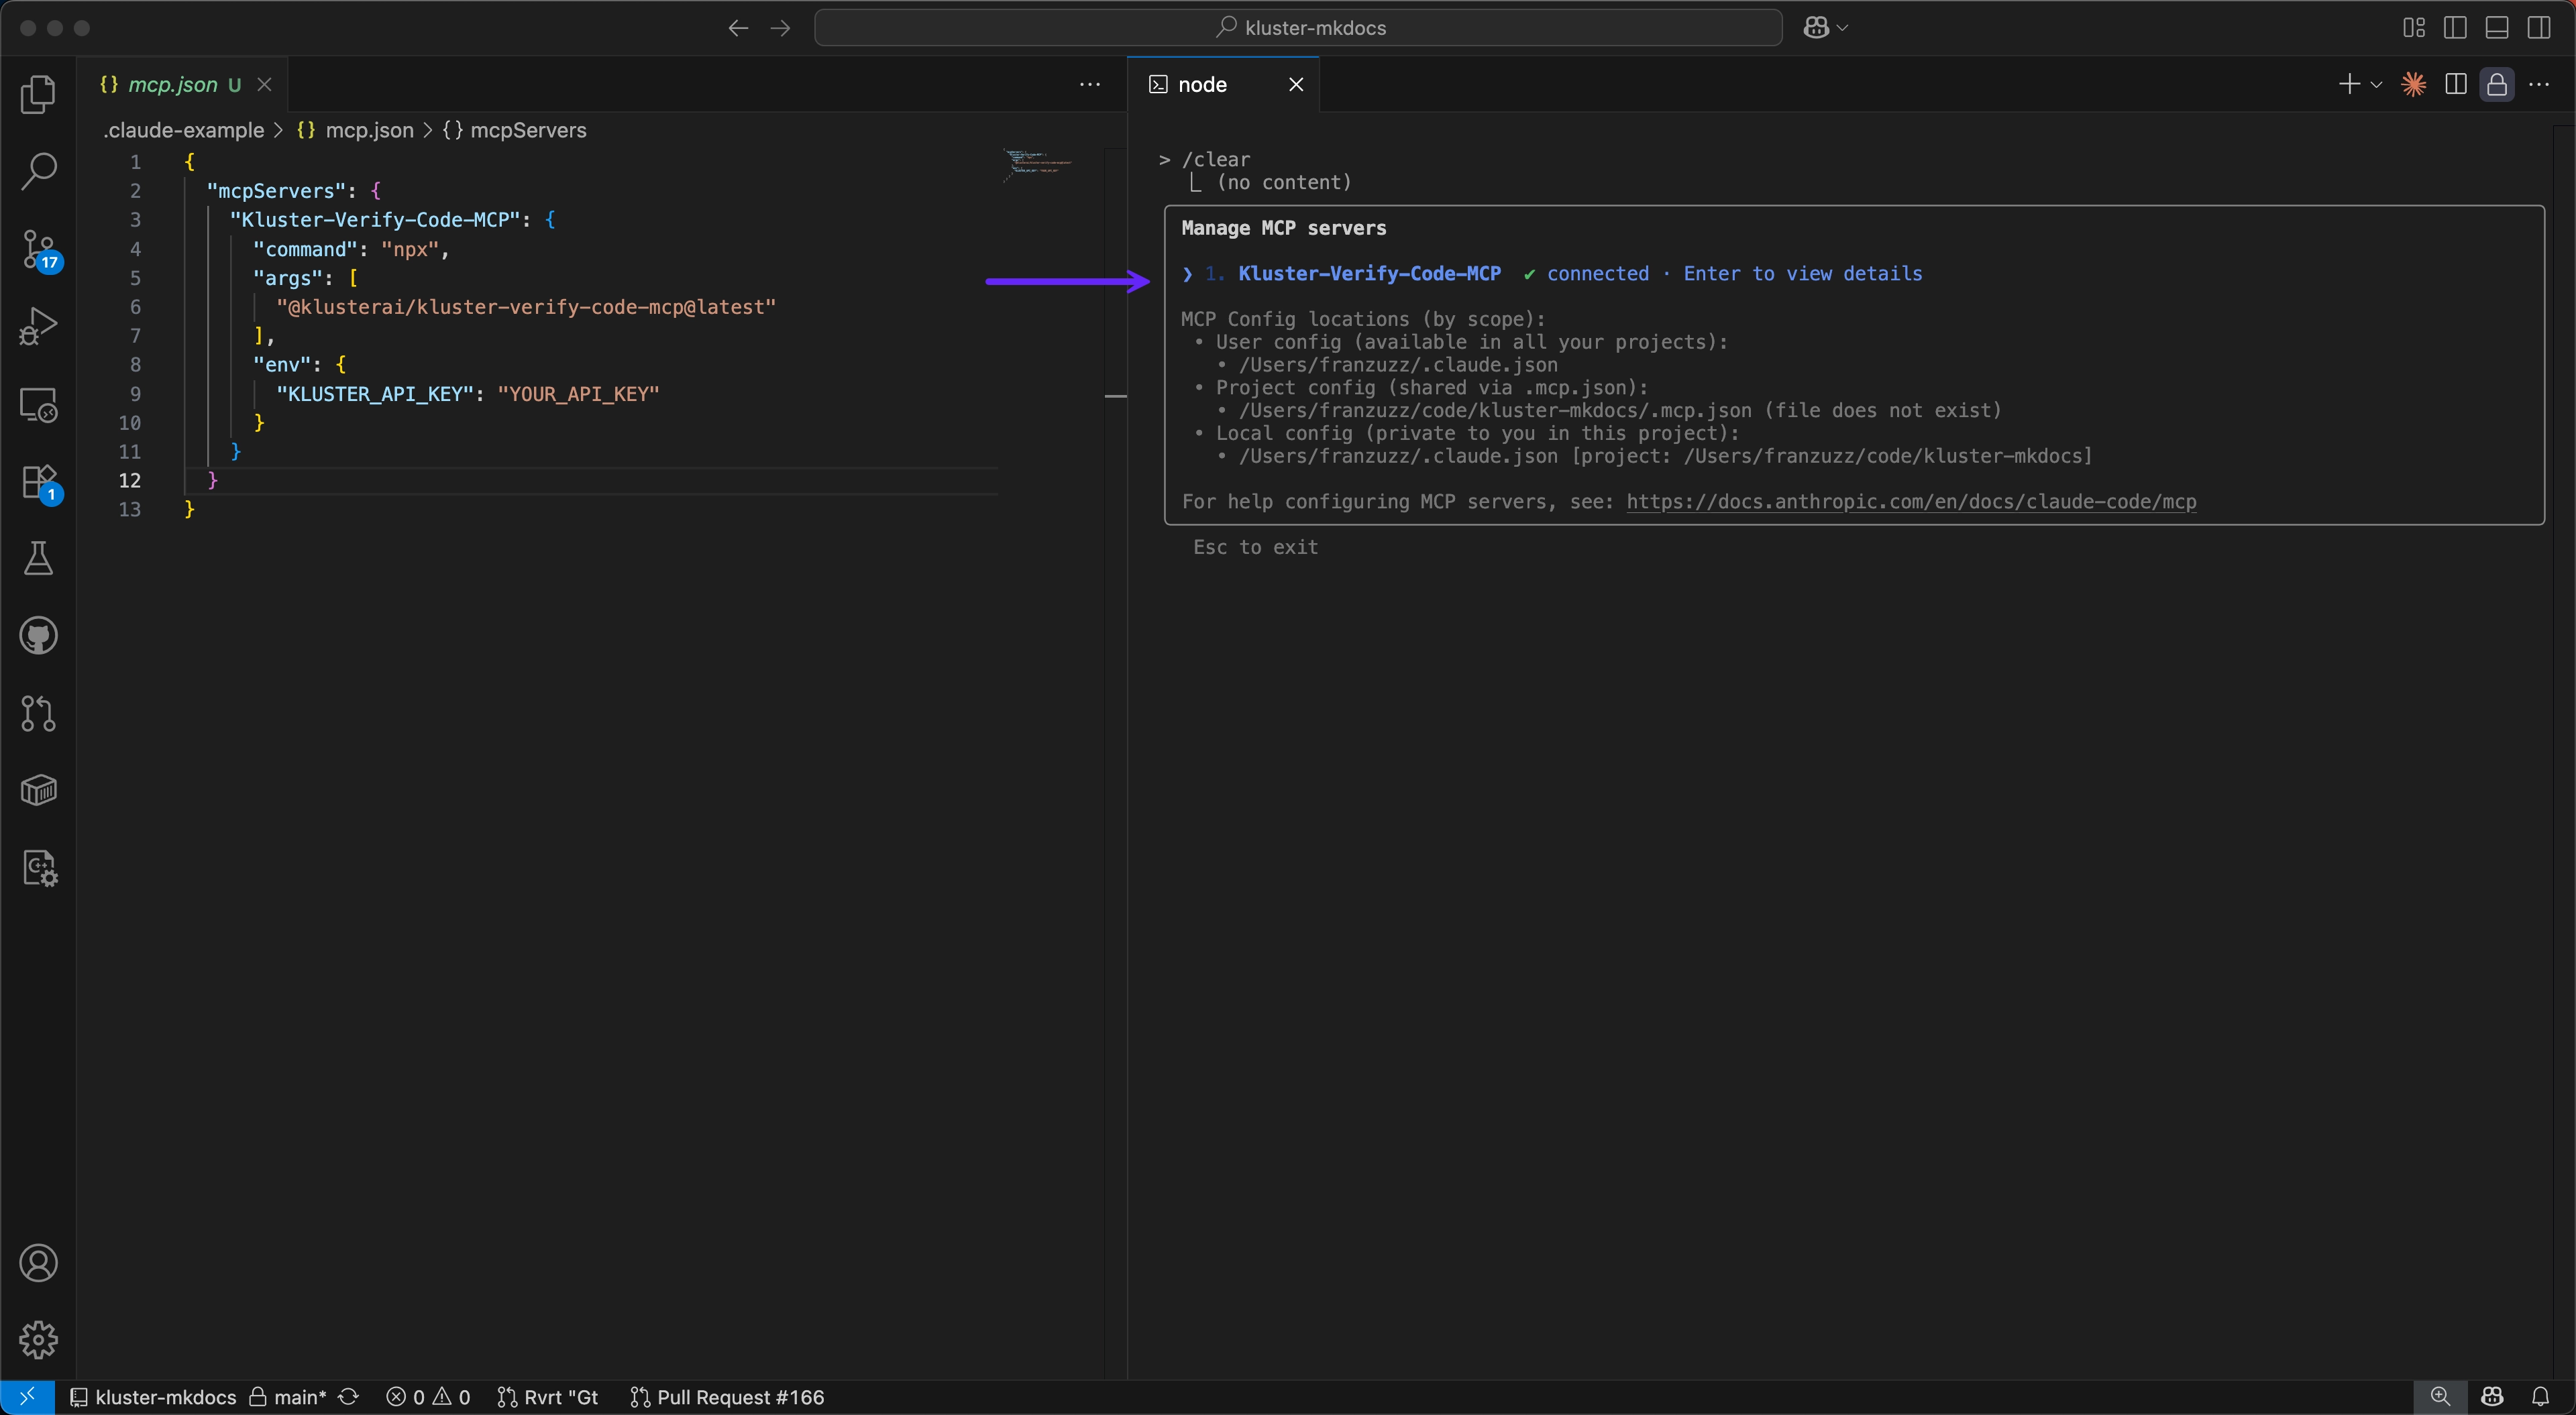 kluster-mkdocs
{} mcp.json U
.claude-example > {} mcp.json > {} mcpServers
1 {
2 "mcpServers": {
3 "Kluster-Verify-Code-MCP": {
4 "command": "npx",
5 "args": [
6 "@klusterai/kluster-verify-code-mcp@latest"
7 ],
8 "env": {
9 "KLUSTER_API_KEY": "YOUR_API_KEY"
10 }
11 }
12 }
13 }
17
1
node
> /clear
(no content)
Manage MCP servers
❯ 1. Kluster-Verify-Code-MCP ✔ connected · Enter to view details
MCP Config locations (by scope):
• User config (available in all your projects):
• /Users/franzuzz/.claude.json
• Project config (shared via .mcp.json):
• /Users/franzuzz/code/kluster-mkdocs/.mcp.json (file does not exist)
• Local config (private to you in this project):
• /Users/franzuzz/.claude.json [project: /Users/franzuzz/code/kluster-mkdocs]
For help configuring MCP servers, see: https://docs.anthropic.com/en/docs/claude-code/mcp
Esc to exit
kluster-mkdocs main* 0 0 Rvrt "Gt Pull Request #166